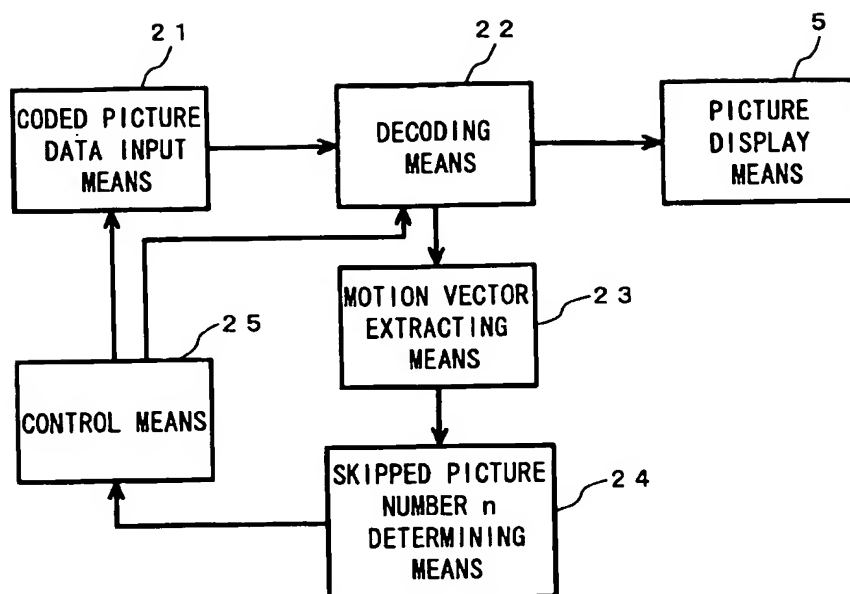 21
CODED PICTURE
DATA INPUT
MEANS
22
DECODING
MEANS
5
PICTURE
DISPLAY
MEANS
MOTION VECTOR
EXTRACTING
MEANS
23
25
CONTROL MEANS
SKIPPED PICTURE
NUMBER n
DETERMINING
MEANS
24